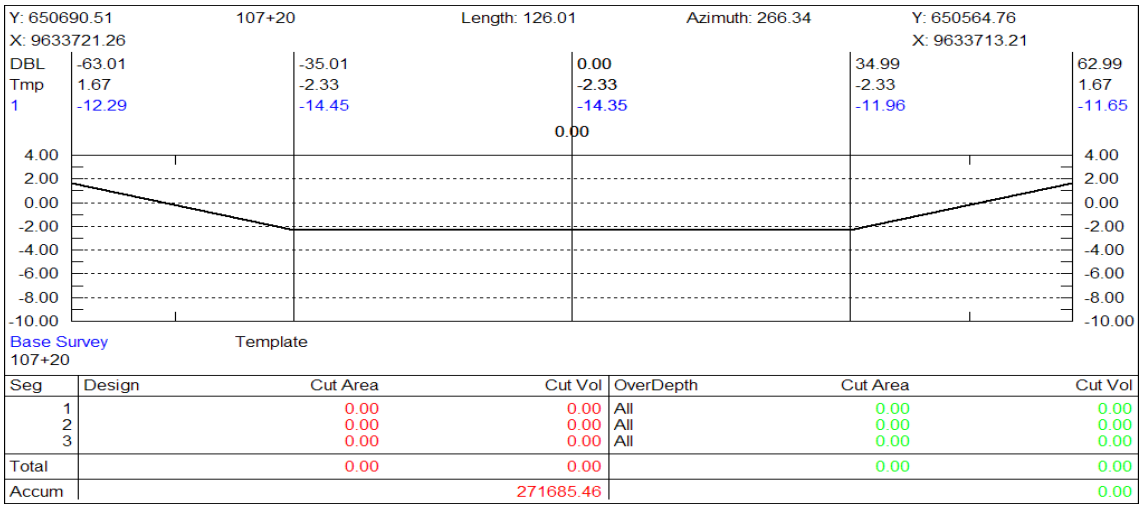 Y: 650690.51 107+20 Length: 126.01 Azimuth: 266.34 Y: 650564.76
X: 9633721.26 X: 9633713.21
DBL -63.01 -35.01 0.00 34.99 62.99
Tmp 1.67 -2.33 -2.33 -2.33 1.67
1 -12.29 -14.45 -14.35 -11.96 -11.65
0.00
4.00 4.00
2.00 2.00
0.00 0.00
-2.00 -2.00
-4.00 -4.00
-6.00 -6.00
-8.00 -8.00
-10.00 -10.00
Base Survey Template
107+20
Seg Design Cut Area Cut Vol OverDepth Cut Area Cut Vol
1 0.00 0.00 All 0.00 0.00
2 0.00 0.00 All 0.00 0.00
3 0.00 0.00 All 0.00 0.00
Total 0.00 0.00 0.00 0.00
Accum 271685.46 0.00